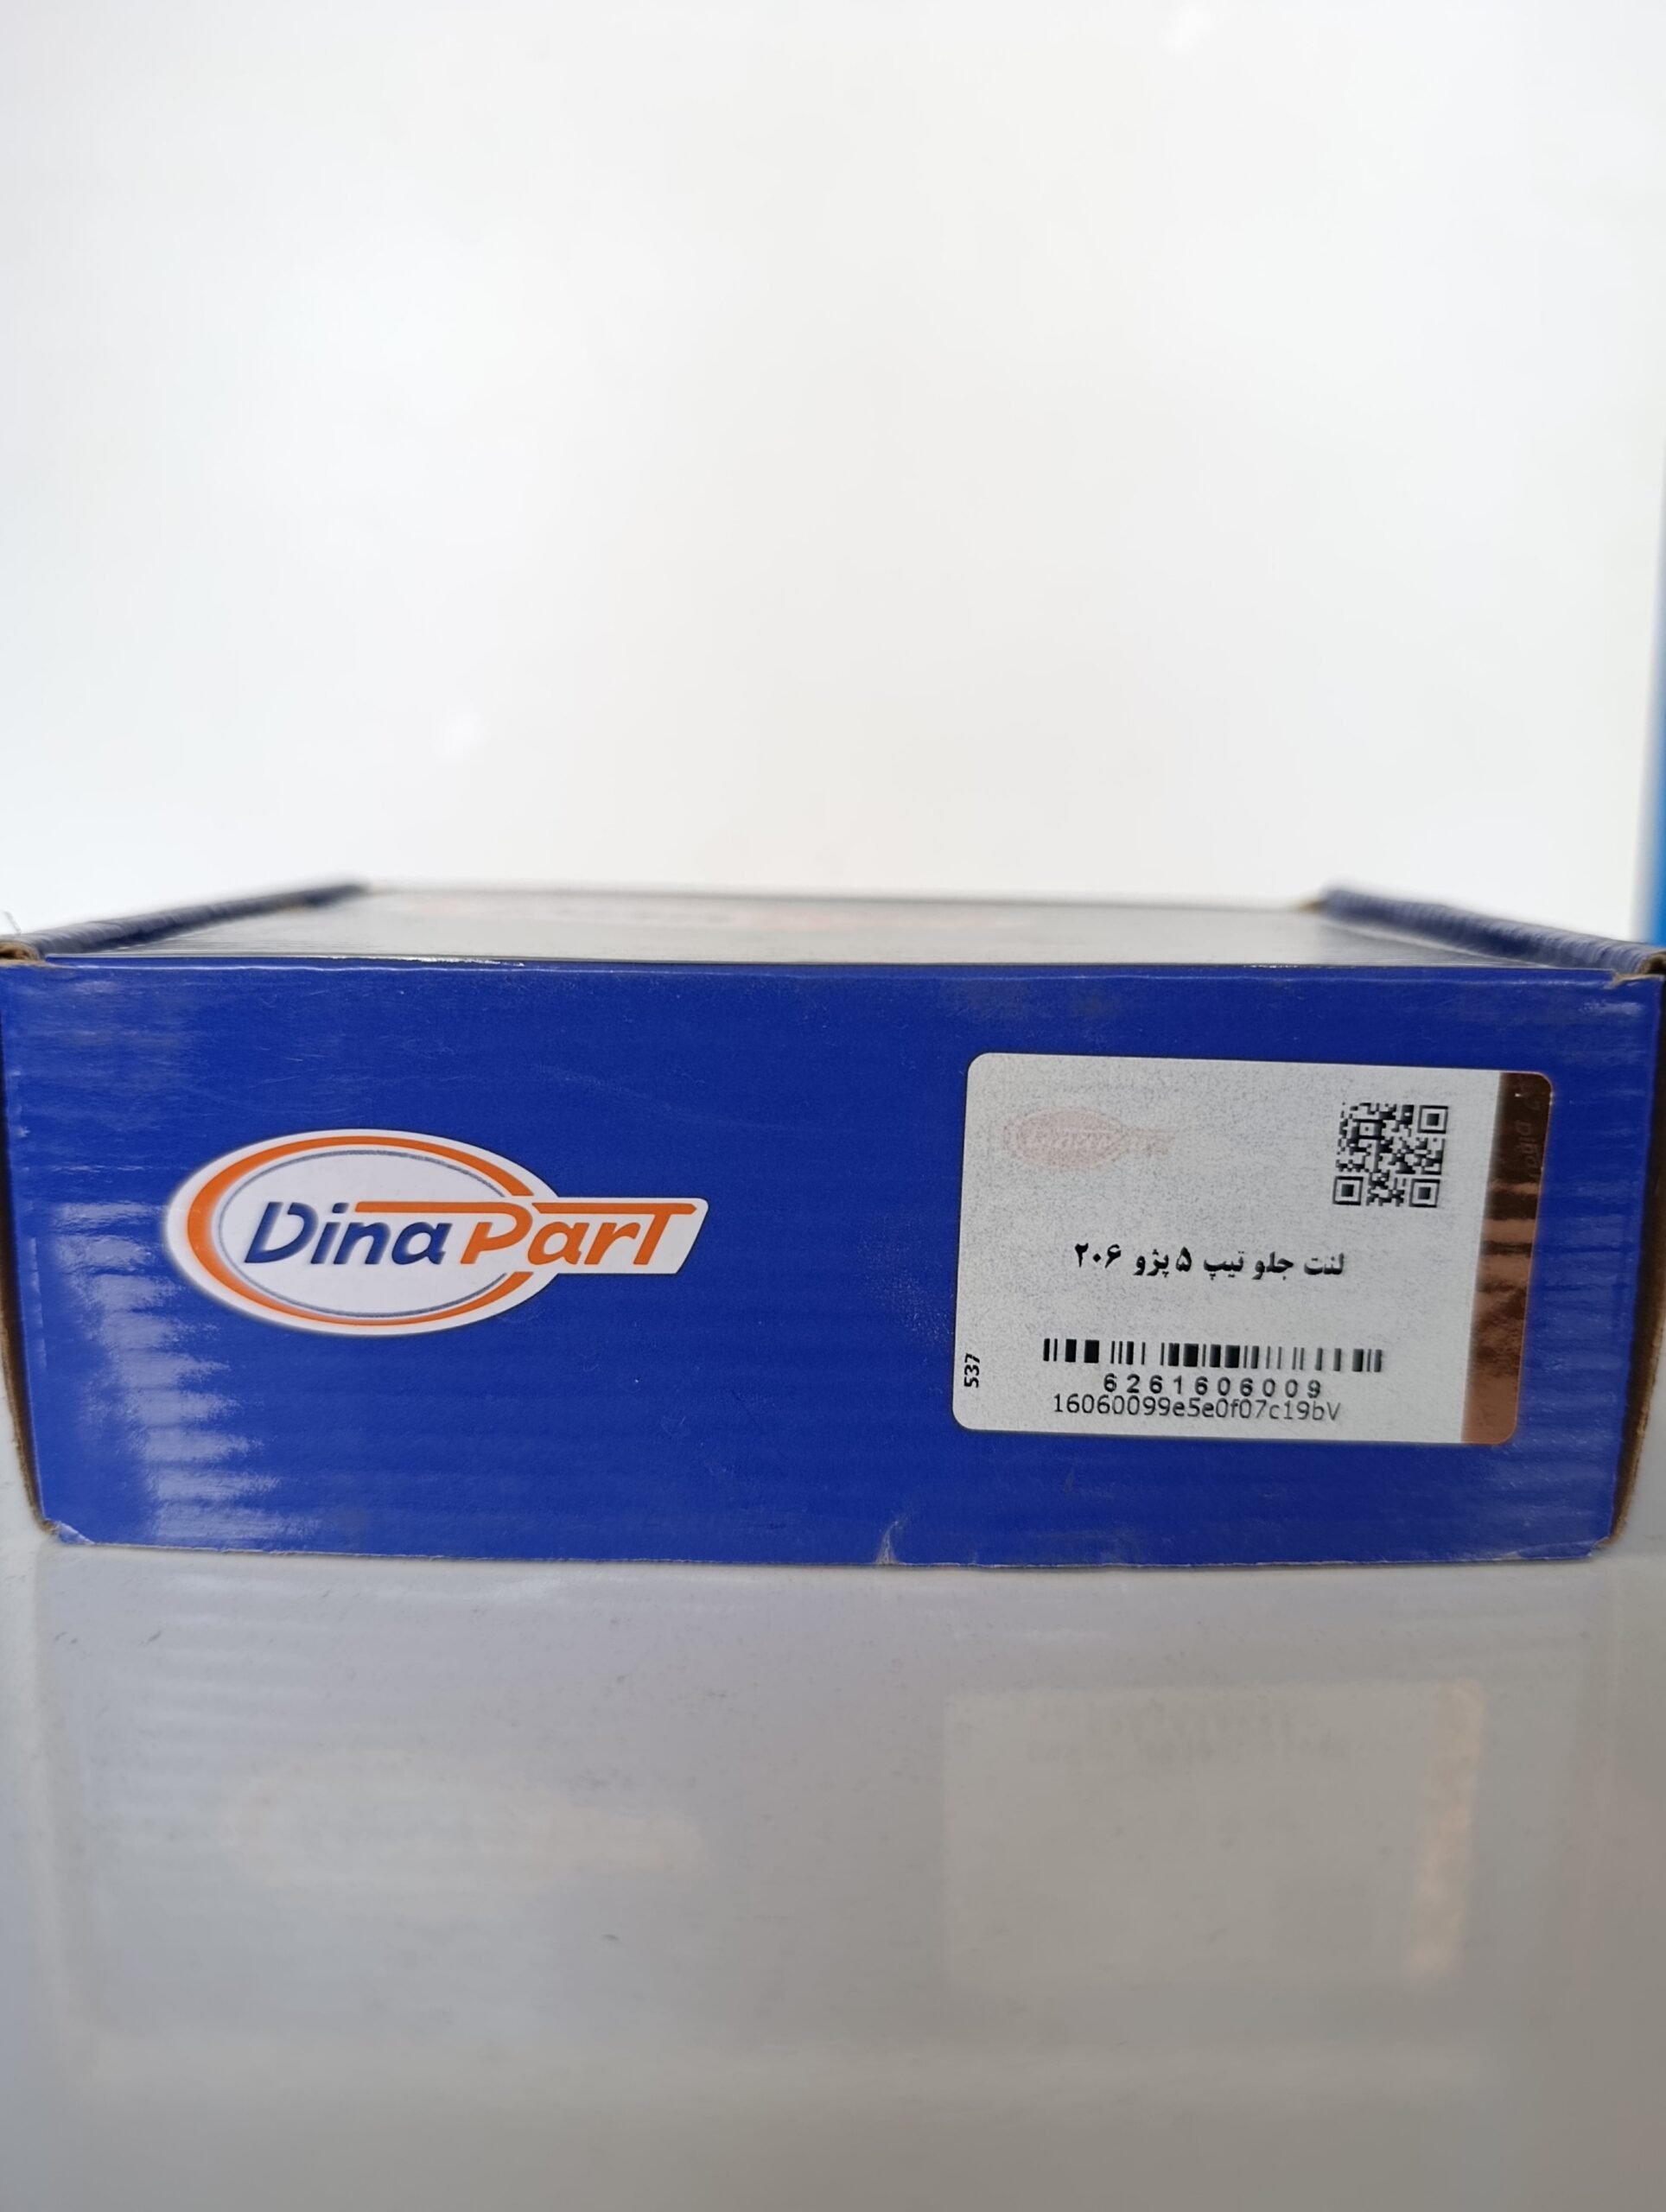 Dina Part
لنت جلو تیپ ۵ پژو ۲۰۶
537
6261606009
16060099e5e0f07c19bV